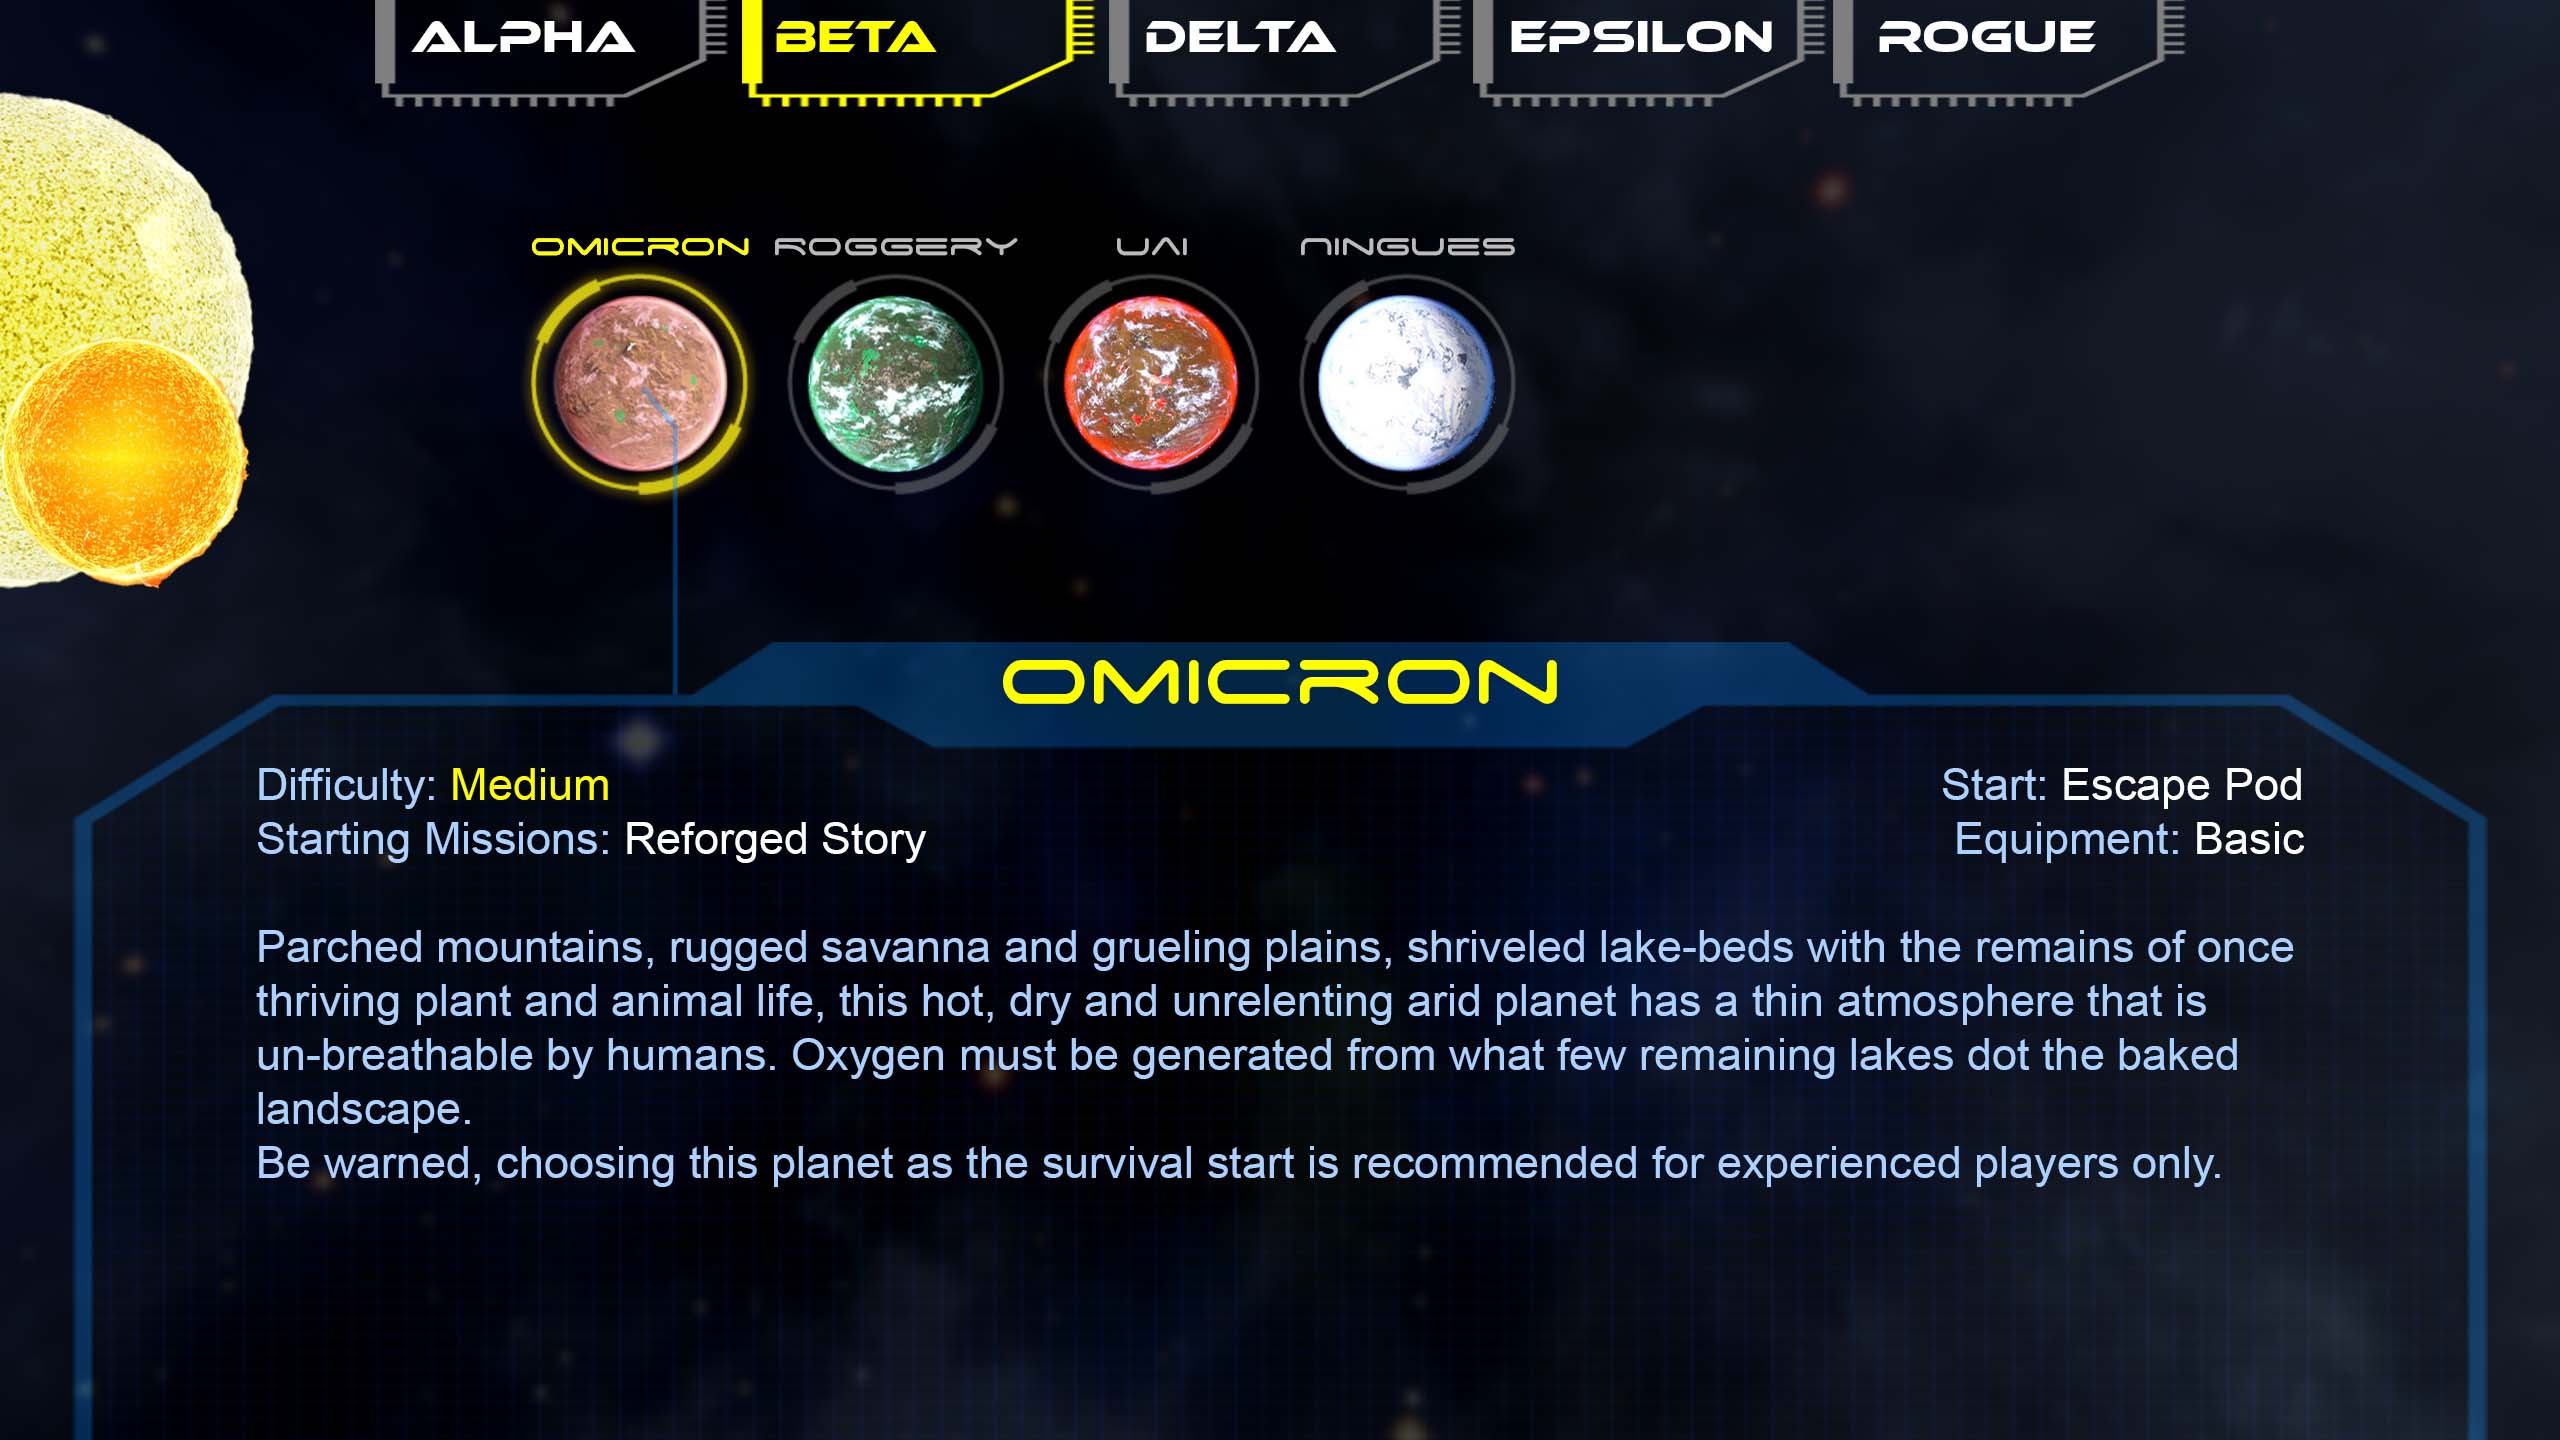 ALPHA BETA DELTA EPSILON ROGUE
OMICRON ROGGERY UAI NINGUES
OMICRON
Difficulty: Medium Start: Escape Pod
Starting Missions: Reforged Story Equipment: Basic
Parched mountains, rugged savanna and grueling plains, shriveled lake-beds with the remains of once
thriving plant and animal life, this hot, dry and unrelenting arid planet has a thin atmosphere that is
un-breathable by humans. Oxygen must be generated from what few remaining lakes dot the baked
landscape.
Be warned, choosing this planet as the survival start is recommended for experienced players only.